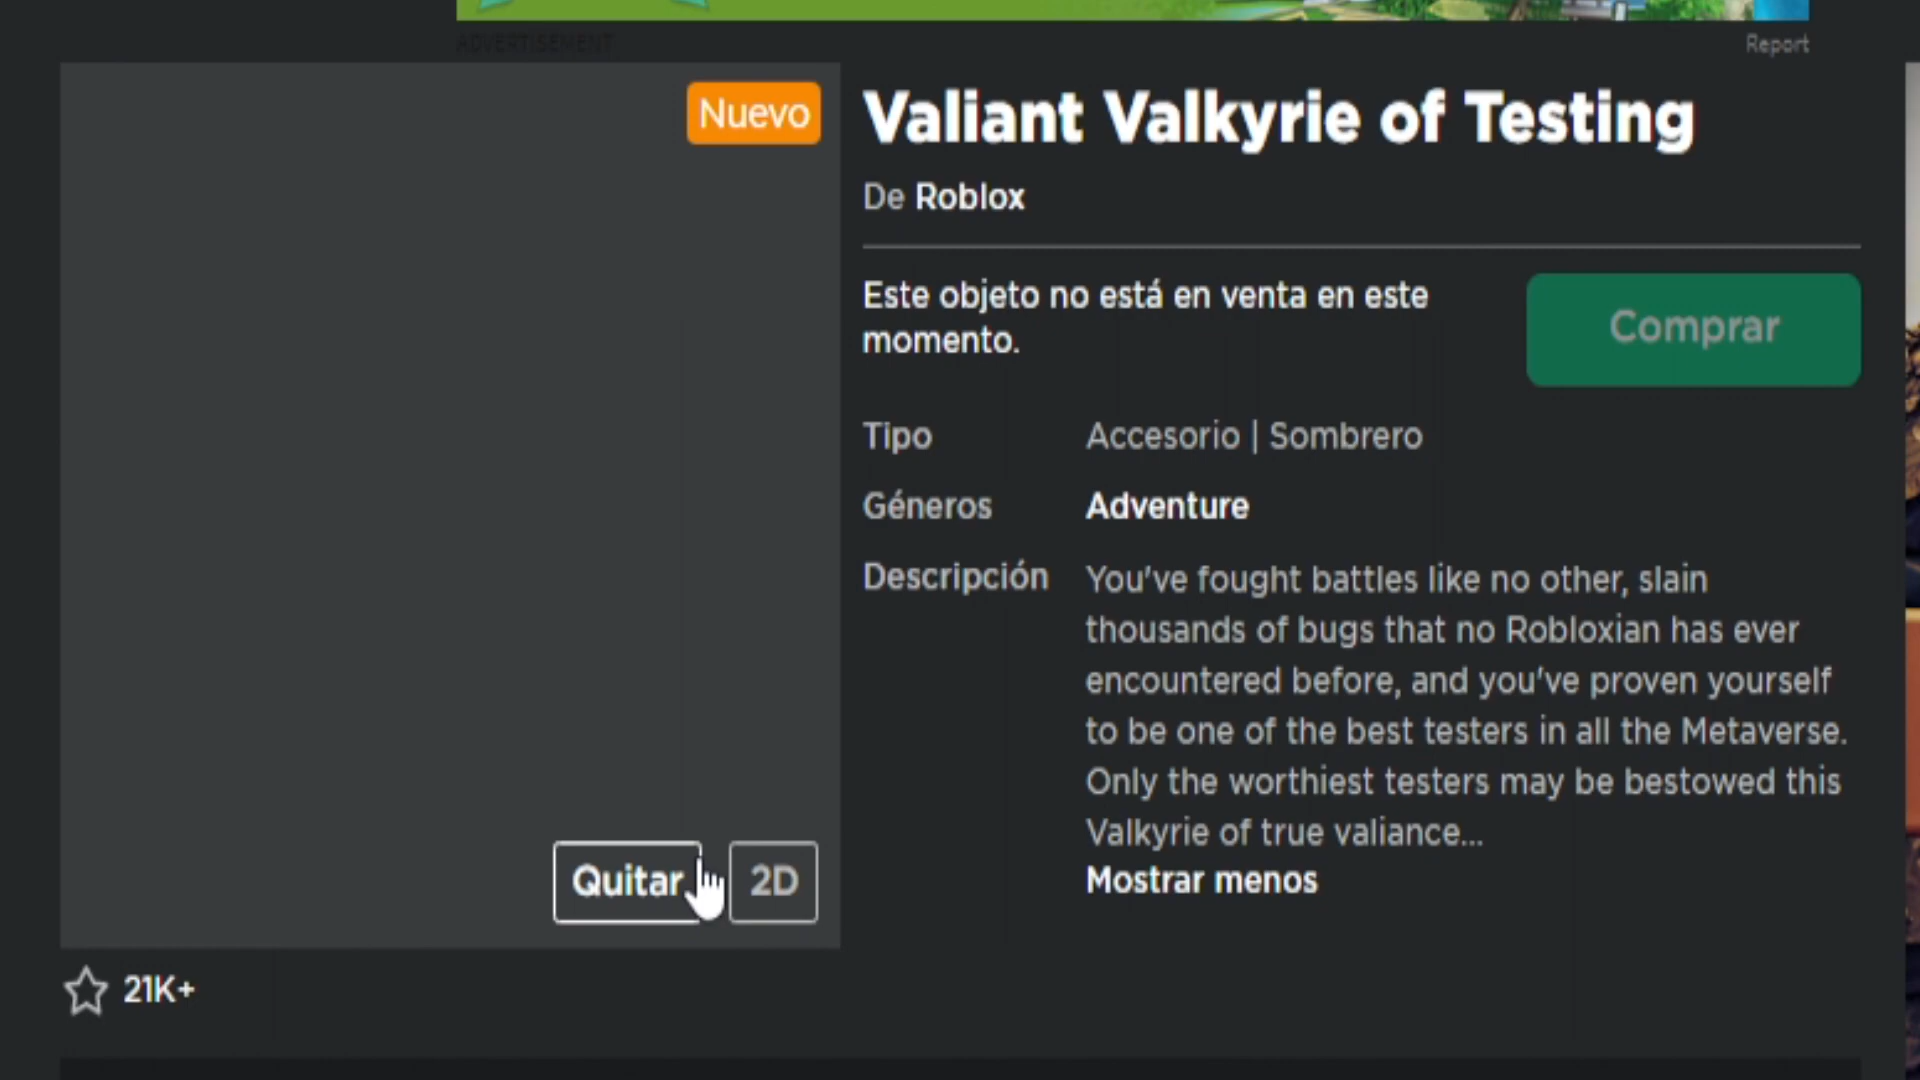 ADVERTISEMENT
Report
Nuevo
Valiant Valkyrie of Testing
De Roblox
Este objeto no está en venta en este
momento.
Comprar
Tipo
Accesorio | Sombrero
Géneros
Adventure
Descripción
You've fought battles like no other, slain
thousands of bugs that no Robloxian has ever
encountered before, and you've proven yourself
to be one of the best testers in all the Metaverse.
Only the worthiest testers may be bestowed this
Valkyrie of true valiance...
Mostrar menos
Quitar
2D
21K+